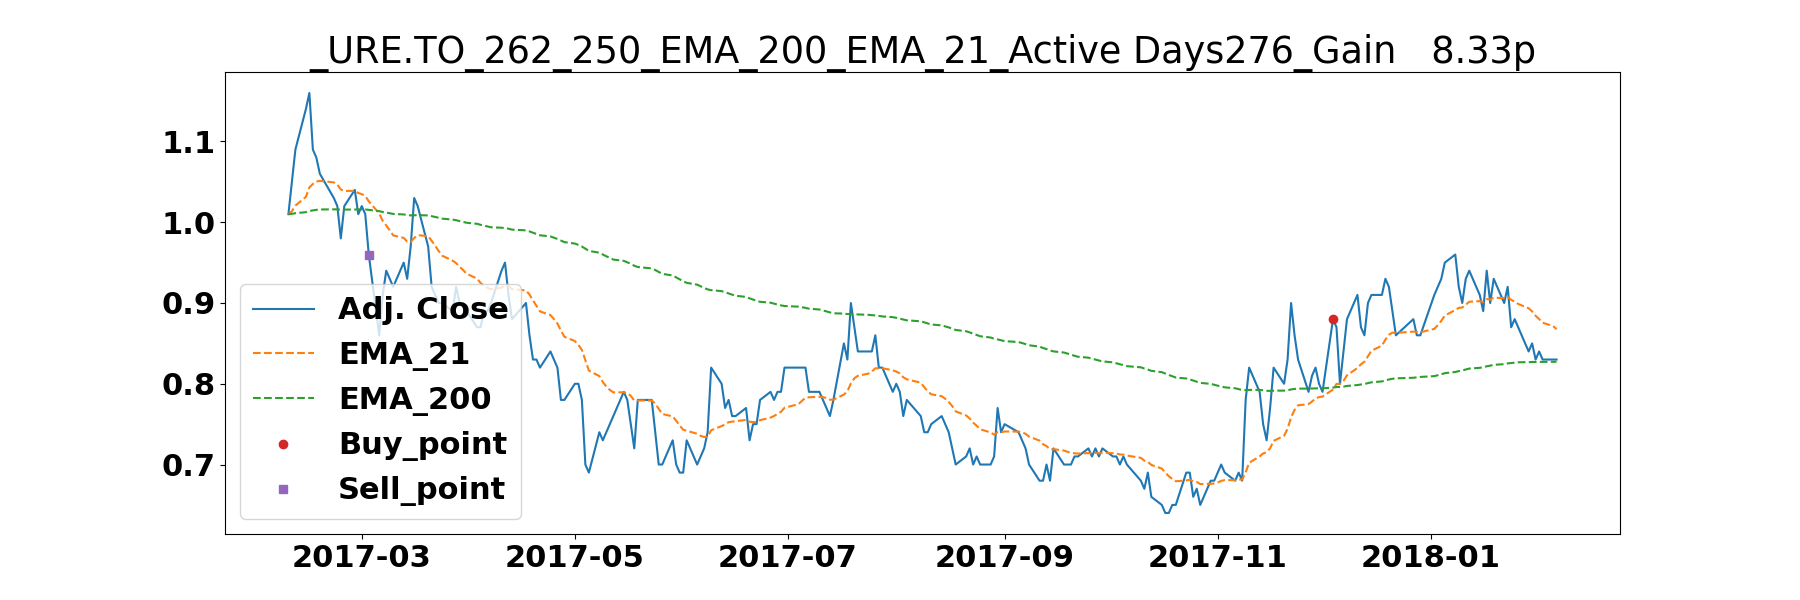 _URE.TO_262_250_EMA_200_EMA_21_Active Days276_Gain   8.33p
1.1
1.0
0.9
0.8
0.7
Adj. Close
EMA_21
EMA_200
Buy_point
Sell_point
2017-03 2017-05 2017-07 2017-09 2017-11 2018-01